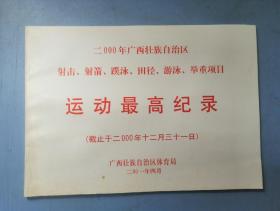 二000年广西壮族自治区
射击、射箭、蹼泳、田径、游泳、举重项目
运动最高纪录
(截止于二000年十二月三十一日)
广西壮族自治区体育局
二00一年四月